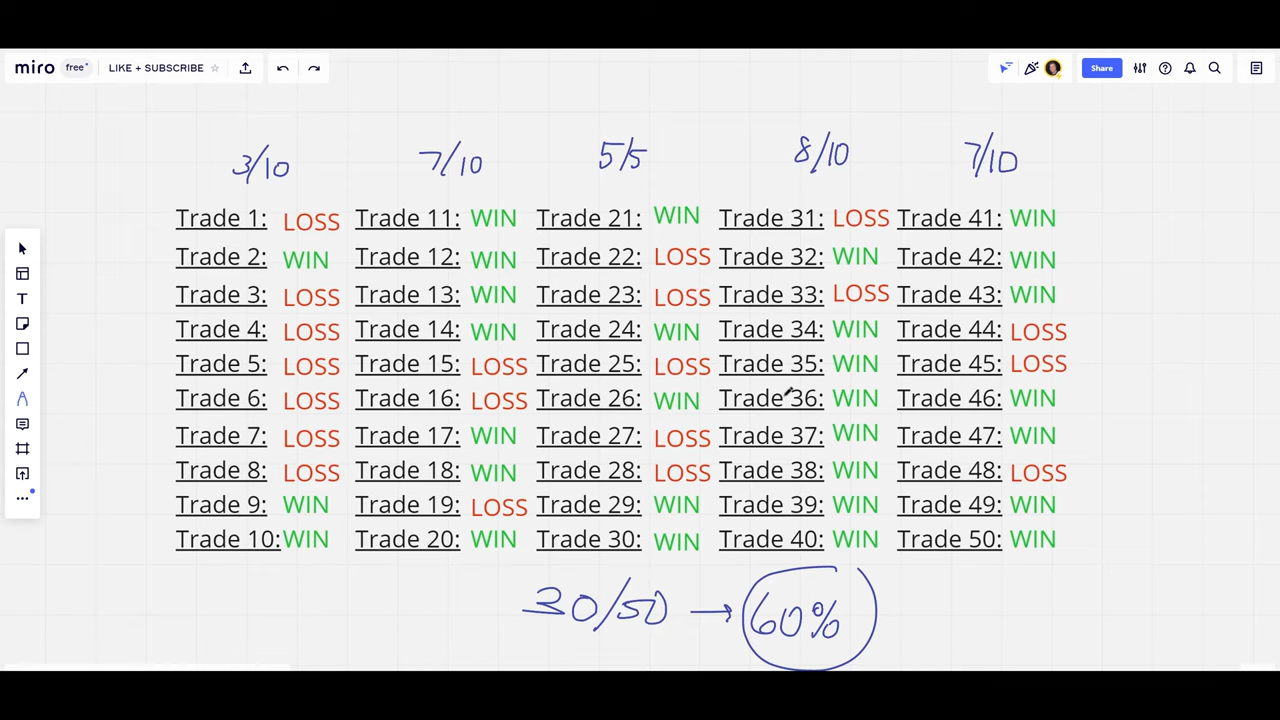 miro free LIKE + SUBSCRIBE Share
3/10 7/10 5/5 8/10 7/10
Trade 1: LOSS Trade 11: WIN Trade 21: WIN Trade 31: LOSS Trade 41: WIN
Trade 2: WIN Trade 12: WIN Trade 22: LOSS Trade 32: WIN Trade 42: WIN
Trade 3: LOSS Trade 13: WIN Trade 23: LOSS Trade 33: LOSS Trade 43: WIN
Trade 4: LOSS Trade 14: WIN Trade 24: WIN Trade 34: WIN Trade 44: LOSS
Trade 5: LOSS Trade 15: LOSS Trade 25: LOSS Trade 35: WIN Trade 45: LOSS
Trade 6: LOSS Trade 16: LOSS Trade 26: WIN Trade 36: WIN Trade 46: WIN
Trade 7: LOSS Trade 17: WIN Trade 27: LOSS Trade 37: WIN Trade 47: WIN
Trade 8: LOSS Trade 18: WIN Trade 28: LOSS Trade 38: WIN Trade 48: LOSS
Trade 9: WIN Trade 19: LOSS Trade 29: WIN Trade 39: WIN Trade 49: WIN
Trade 10: WIN Trade 20: WIN Trade 30: WIN Trade 40: WIN Trade 50: WIN
30/50 → 60%